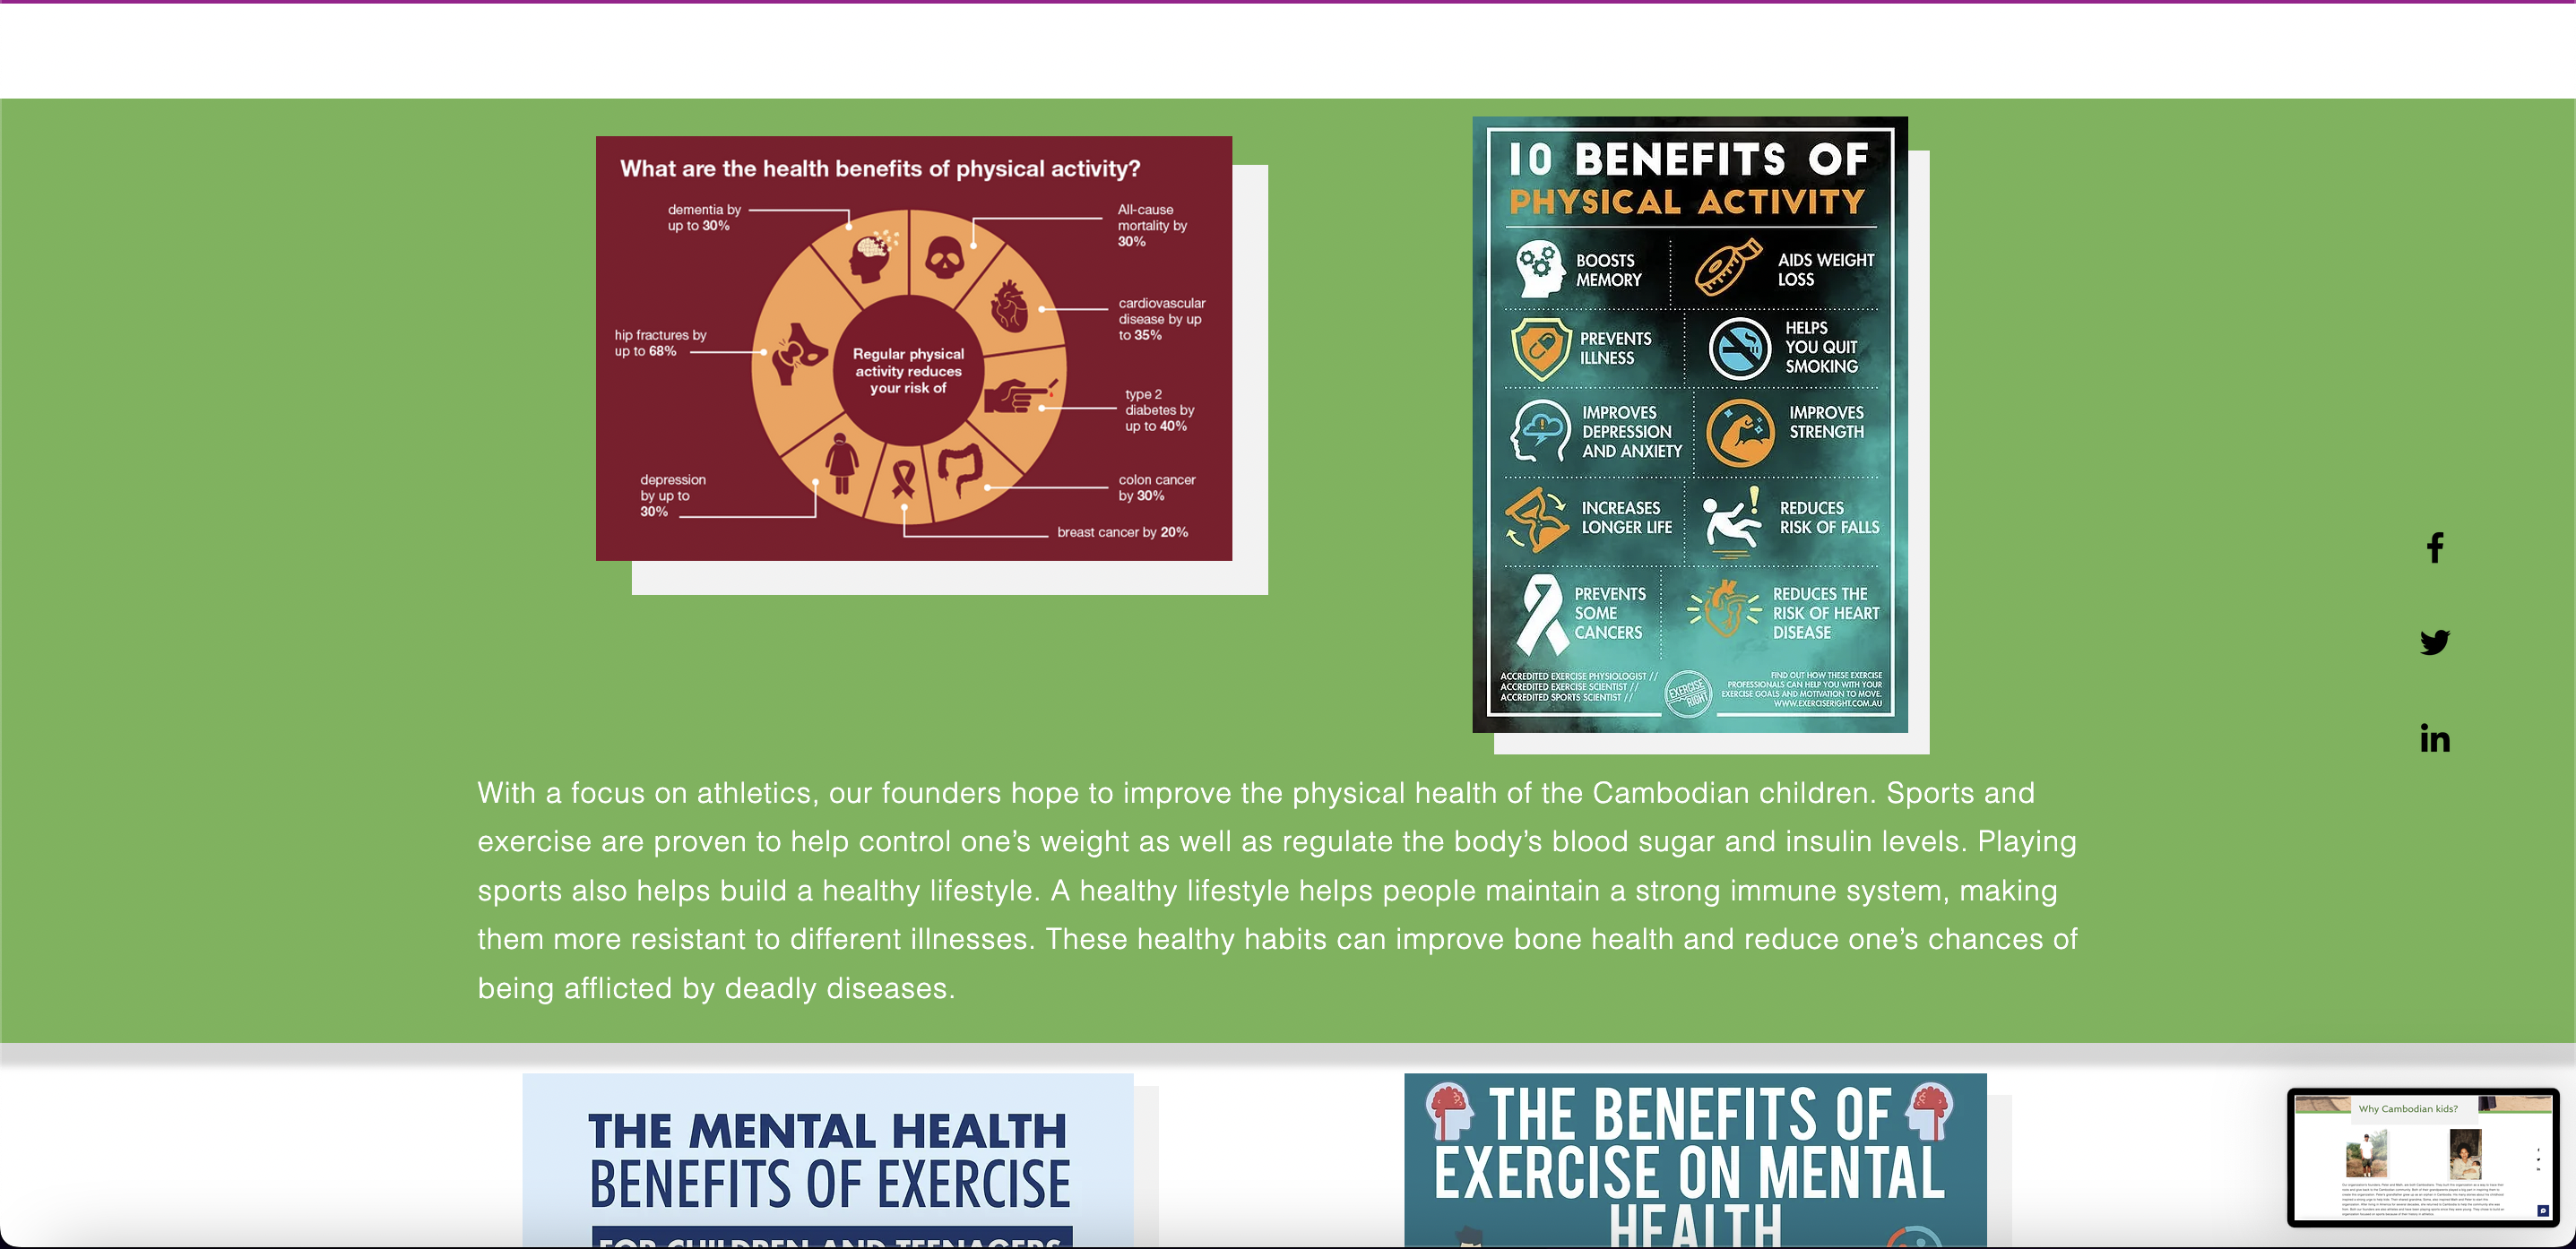 What are the health benefits of physical activity?
dementia by
up to 30%
All-cause
mortality by
30%
cardiovascular
disease by up
to 35%
hip fractures by
up to 68%
Regular physical
activity reduces
your risk of
type 2
diabetes by
up to 40%
depression
by up to
30%
colon cancer
by 30%
breast cancer by 20%
10 BENEFITS OF
PHYSICAL ACTIVITY
BOOSTS
MEMORY
AIDS WEIGHT
LOSS
PREVENTS
ILLNESS
HELPS
YOU QUIT
SMOKING
IMPROVES
DEPRESSION
AND ANXIETY
IMPROVES
STRENGTH
INCREASES
LONGER LIFE
REDUCES
RISK OF FALLS
PREVENTS
SOME
CANCERS
REDUCES THE
RISK OF HEART
DISEASE
ACCREDITED EXERCISE PHYSIOLOGIST //
ACCREDITED EXERCISE SCIENTIST //
ACCREDITED SPORTS SCIENTIST //
EXERCISE
RIGHT
FIND OUT HOW THESE EXERCISE
PROFESSIONALS CAN HELP YOU WITH YOUR
EXERCISE GOALS AND MOTIVATION TO MOVE.
WWW.EXERCISERIGHT.COM.AU
With a focus on athletics, our founders hope to improve the physical health of the Cambodian children. Sports and
exercise are proven to help control one’s weight as well as regulate the body’s blood sugar and insulin levels. Playing
sports also helps build a healthy lifestyle. A healthy lifestyle helps people maintain a strong immune system, making
them more resistant to different illnesses. These healthy habits can improve bone health and reduce one’s chances of
being afflicted by deadly diseases.
THE MENTAL HEALTH
BENEFITS OF EXERCISE
FOR CHILDREN AND TEENAGERS
THE BENEFITS OF
EXERCISE ON MENTAL
HEALTH
Why Cambodian kids?